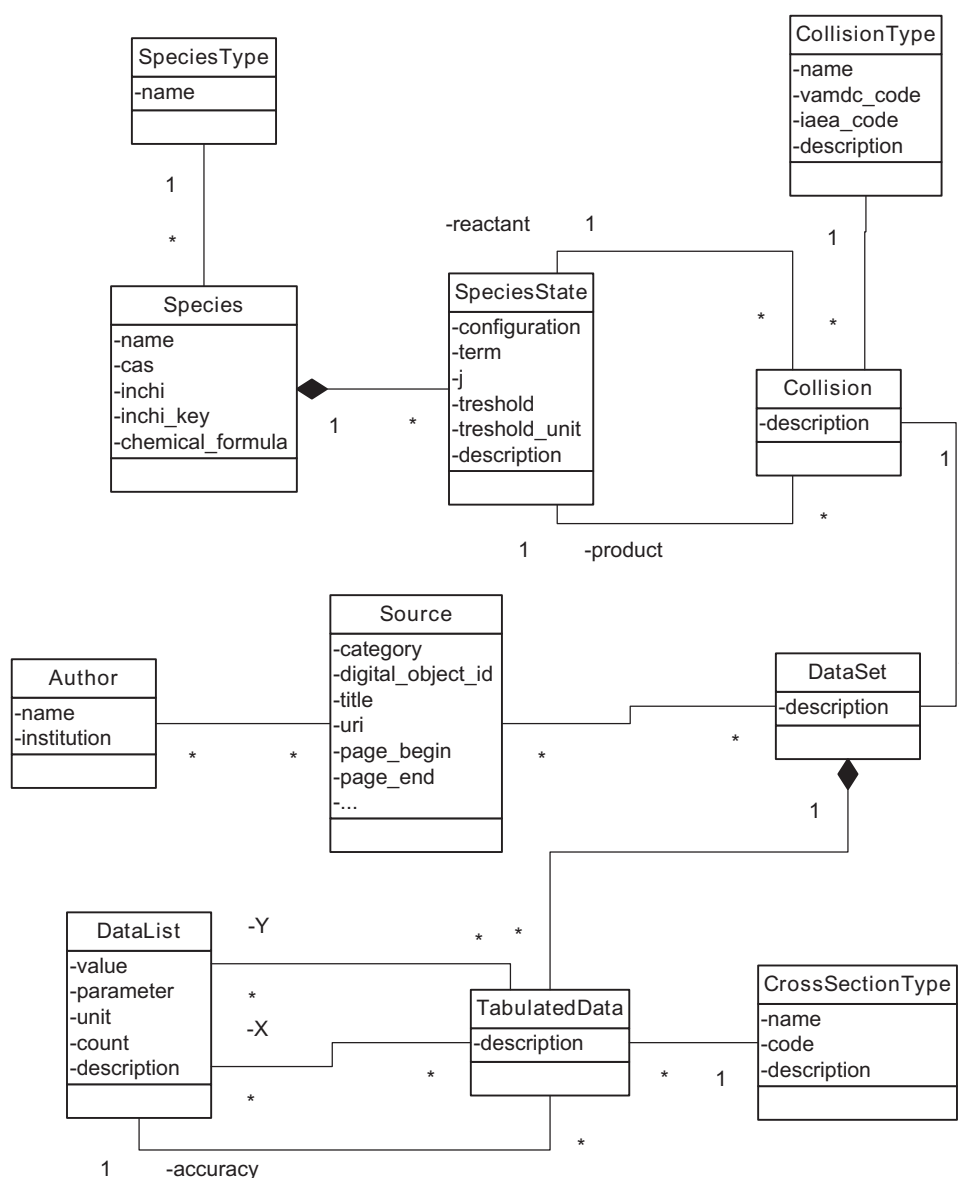 SpeciesType
-name
CollisionType
-name
-vamdc_code
-iaea_code
-description
1
*
-reactant 1
1
*
*
Species
-name
-cas
-inchi
-inchi_key
-chemical_formula
1
*
SpeciesState
-configuration
-term
-j
-treshold
-treshold_unit
-description
Collision
-description
1
*
1 -product
Author
-name
-institution
*
*
Source
-category
-digital_object_id
-title
-uri
-page_begin
-page_end
-...
*
*
DataSet
-description
1
DataList
-value
-parameter
-unit
-count
-description
-Y
*
*
*
-X
*
*
TabulatedData
-description
*
1
CrossSectionType
-name
-code
-description
*
1 -accuracy